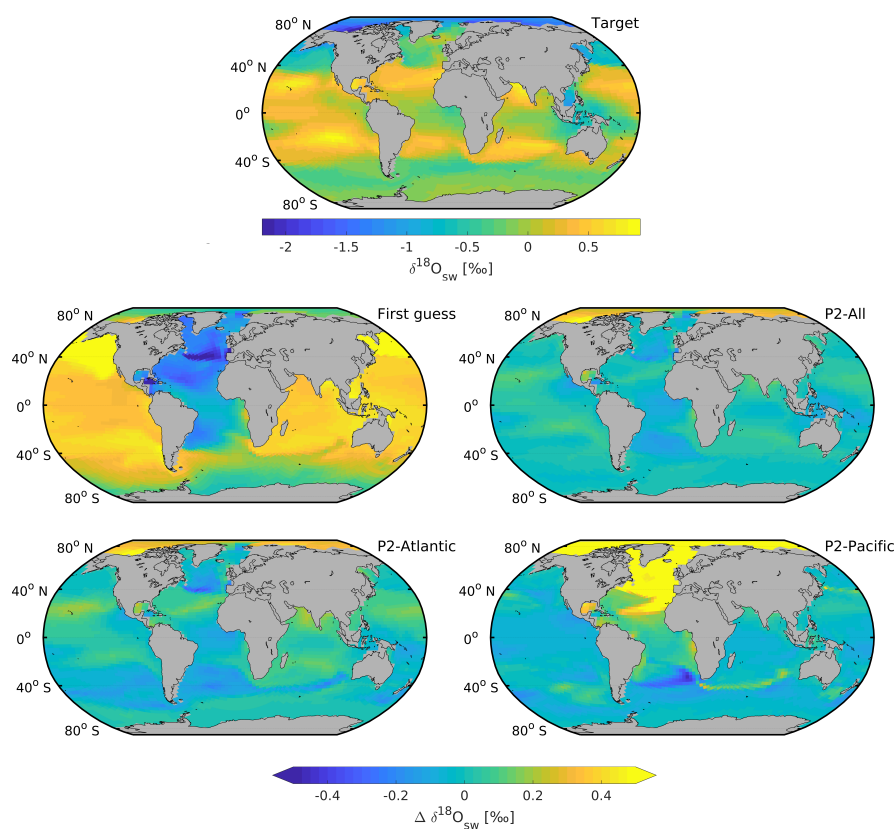 Target
80° N
40° N
0°
40° S
80° S
-2 -1.5 -1 -0.5 0 0.5
δ¹⁸Oₛw [‰]
First guess
80° N
40° N
0°
40° S
80° S
P2-All
80° N
40° N
0°
40° S
80° S
P2-Atlantic
80° N
40° N
0°
40° S
80° S
P2-Pacific
80° N
40° N
0°
40° S
80° S
-0.4 -0.2 0 0.2 0.4
Δ δ¹⁸Oₛw [‰]